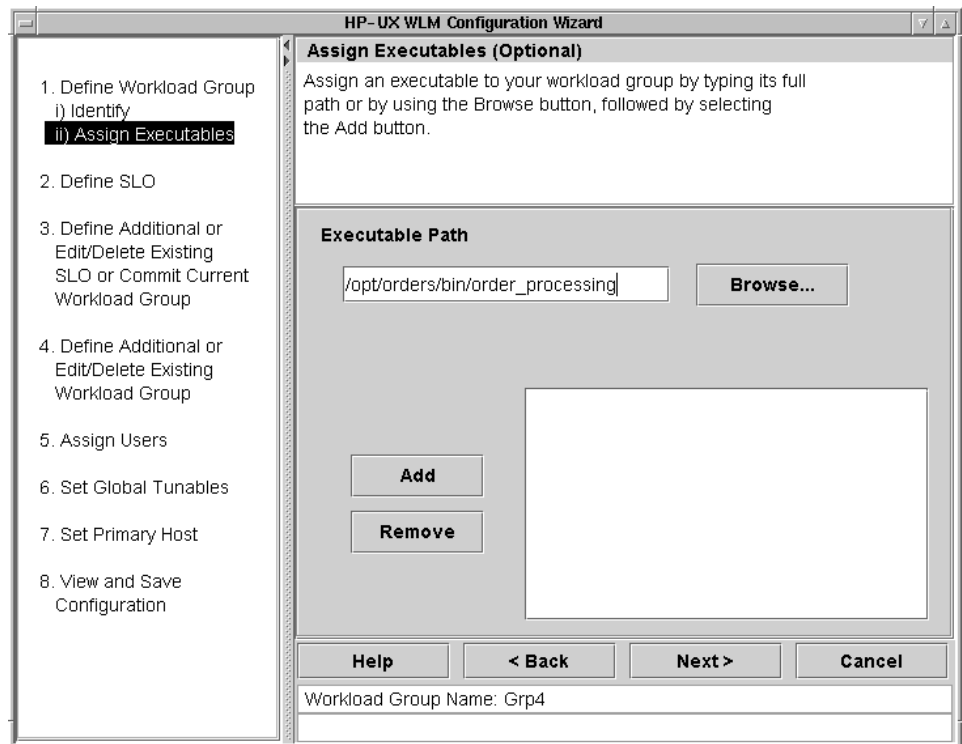 HP-UX WLM Configuration Wizard
1. Define Workload Group
i) Identify
ii) Assign Executables
2. Define SLO
3. Define Additional or
Edit/Delete Existing
SLO or Commit Current
Workload Group
4. Define Additional or
Edit/Delete Existing
Workload Group
5. Assign Users
6. Set Global Tunables
7. Set Primary Host
8. View and Save
Configuration
Assign Executables (Optional)
Assign an executable to your workload group by typing its full
path or by using the Browse button, followed by selecting
the Add button.
Executable Path
/opt/orders/bin/order_processing
Browse...
Add
Remove
Help
< Back
Next >
Cancel
Workload Group Name: Grp4